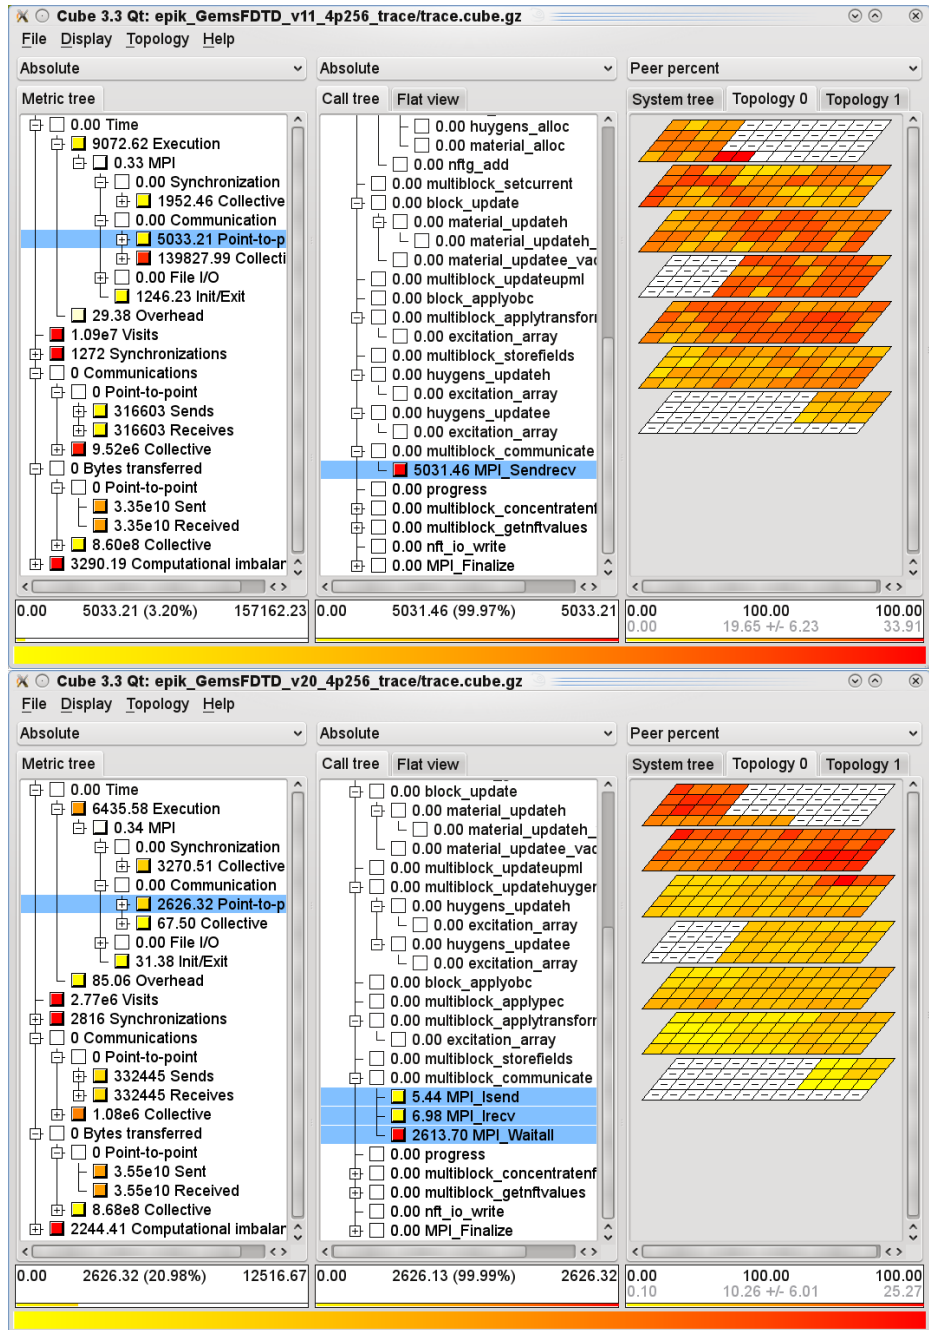 Cube 3.3 Qt: epik_GemsFDTD_v11_4p256_trace/trace.cube.gz
File Display Topology Help
Absolute
Absolute
Peer percent
Metric tree
Call tree
Flat view
System tree
Topology 0
Topology 1
0.00 Time
9072.62 Execution
0.33 MPI
0.00 Synchronization
1952.46 Collective
0.00 Communication
5033.21 Point-to-p
139827.99 Collecti
0.00 File I/O
1246.23 Init/Exit
29.38 Overhead
1.09e7 Visits
1272 Synchronizations
0 Communications
0 Point-to-point
316603 Sends
316603 Receives
9.52e6 Collective
0 Bytes transferred
0 Point-to-point
3.35e10 Sent
3.35e10 Received
8.60e8 Collective
3290.19 Computational imbalan
0.00 huygens_alloc
0.00 material_alloc
0.00 nftg_add
0.00 multiblock_setcurrent
0.00 block_update
0.00 material_updateh
0.00 material_updateh_
0.00 material_updatee_vac
0.00 multiblock_updateupml
0.00 block_applyobc
0.00 multiblock_applytransfor
0.00 excitation_array
0.00 multiblock_storefields
0.00 huygens_updateh
0.00 excitation_array
0.00 huygens_updatee
0.00 excitation_array
0.00 multiblock_communicate
5031.46 MPI_Sendrecv
0.00 progress
0.00 multiblock_concentratenf
0.00 multiblock_getnftvalues
0.00 nft_io_write
0.00 MPI_Finalize
0.00 5033.21 (3.20%) 157162.23
0.00 5031.46 (99.97%) 5033.21
0.00 100.00 100.00
0.00 19.65 +/- 6.23 33.91
Cube 3.3 Qt: epik_GemsFDTD_v20_4p256_trace/trace.cube.gz
File Display Topology Help
Absolute
Absolute
Peer percent
Metric tree
Call tree
Flat view
System tree
Topology 0
Topology 1
0.00 Time
6435.58 Execution
0.34 MPI
0.00 Synchronization
3270.51 Collective
0.00 Communication
2626.32 Point-to-p
67.50 Collective
0.00 File I/O
31.38 Init/Exit
85.06 Overhead
2.77e6 Visits
2816 Synchronizations
0 Communications
0 Point-to-point
332445 Sends
332445 Receives
1.08e6 Collective
0 Bytes transferred
0 Point-to-point
3.55e10 Sent
3.55e10 Received
8.68e8 Collective
2244.41 Computational imbalan
0.00 block_update
0.00 material_updateh
0.00 material_updateh_
0.00 material_updatee_vac
0.00 multiblock_updateupml
0.00 multiblock_updatehuygen
0.00 huygens_updateh
0.00 excitation_array
0.00 huygens_updatee
0.00 excitation_array
0.00 block_applyobc
0.00 multiblock_applypec
0.00 multiblock_applytransfor
0.00 excitation_array
0.00 multiblock_storefields
0.00 multiblock_communicate
5.44 MPI_Isend
6.98 MPI_Irecv
2613.70 MPI_Waitall
0.00 progress
0.00 multiblock_concentratenf
0.00 multiblock_getnftvalues
0.00 nft_io_write
0.00 MPI_Finalize
0.00 2626.32 (20.98%) 12516.67
0.00 2626.13 (99.99%) 2626.32
0.00 100.00 100.00
0.10 10.26 +/- 6.01 25.27